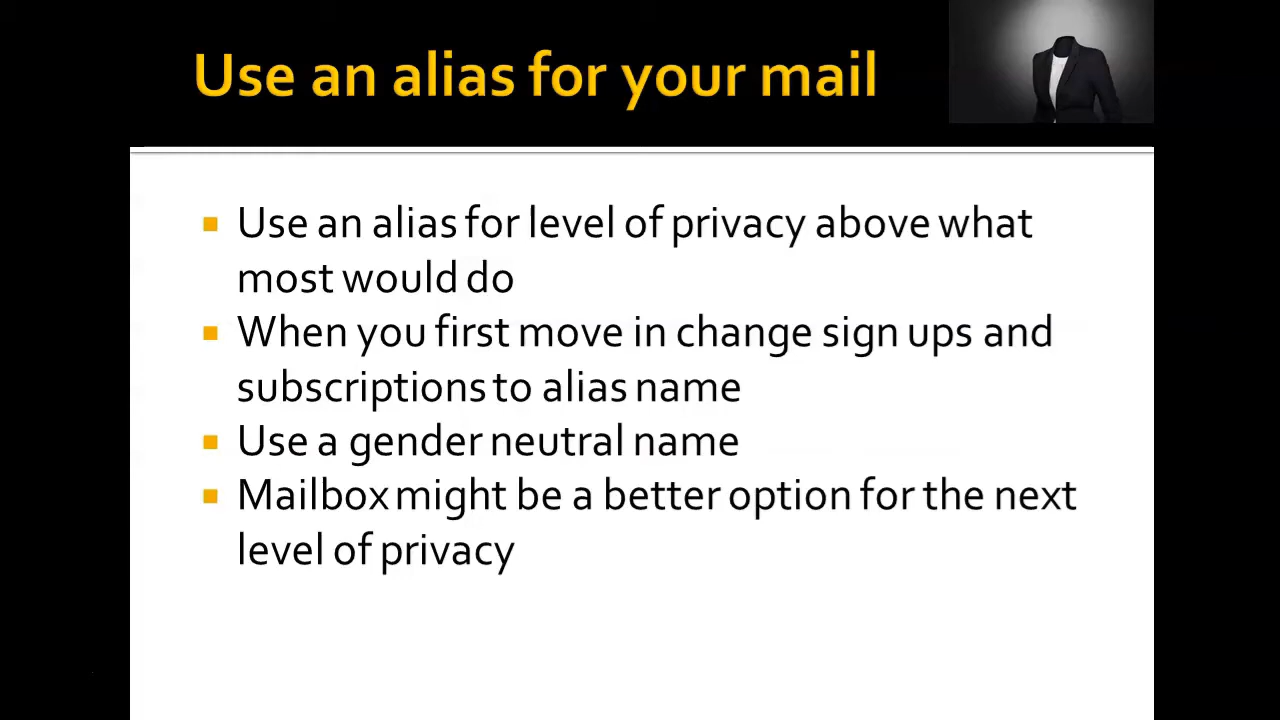 Use an alias for your mail
Use an alias for level of privacy above what
most would do
When you first move in change sign ups and
subscriptions to alias name
Use a gender neutral name
Mailbox might be a better option for the next
level of privacy